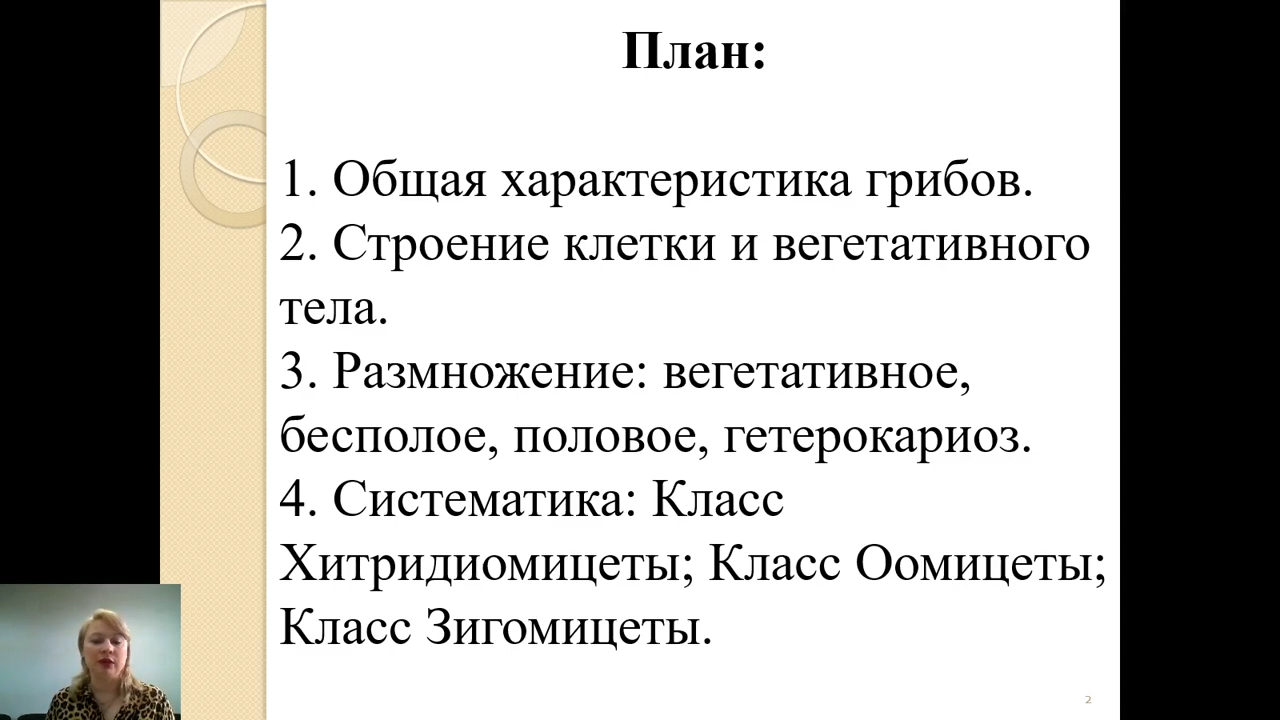 План:
1. Общая характеристика грибов.
2. Строение клетки и вегетативного
тела.
3. Размножение: вегетативное,
бесполое, половое, гетерокариоз.
4. Систематика: Класс
Хитридиомицеты; Класс Оомицеты;
Класс Зигомицеты.
2